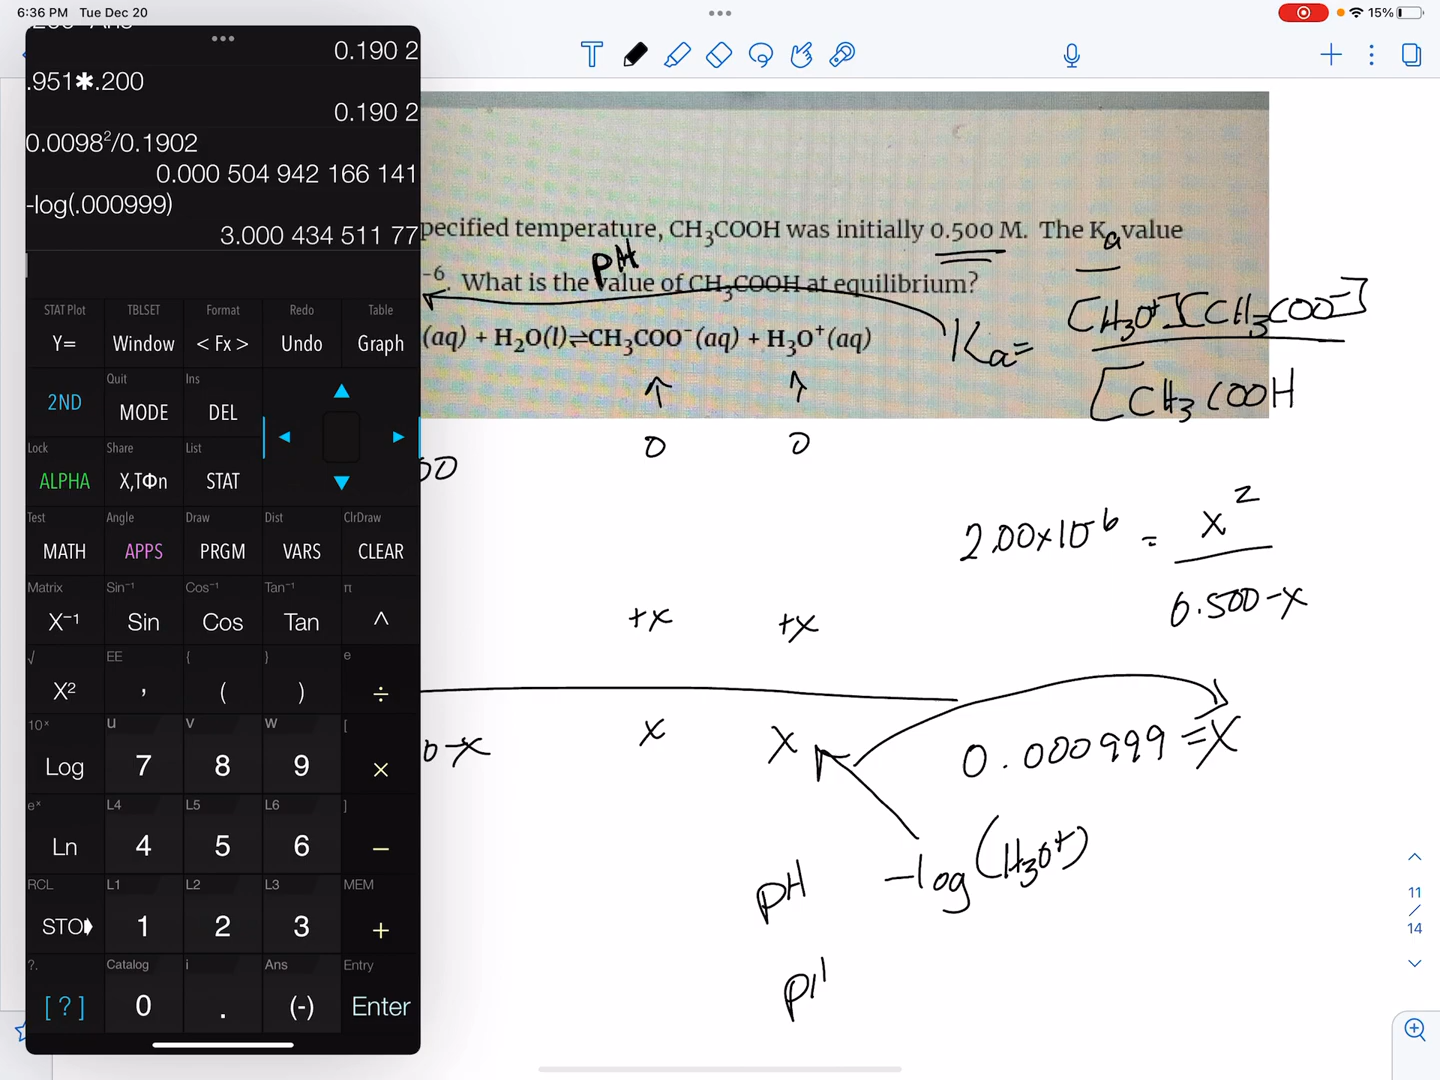 6:36 PM Tue Dec 20
15%
0.190 2
.951✱.200
0.190 2
0.0098²/0.1902
0.000 504 942 166 141
-log(.000999)
3.000 434 511 77
STAT Plot TBLSET Format Redo Table
Y= Window < Fx > Undo Graph
Quit Ins
2ND MODE DEL
Lock Share List
ALPHA X,TΦn STAT
Test Angle Draw Dist ClrDraw
MATH APPS PRGM VARS CLEAR
Matrix Sin⁻¹ Cos⁻¹ Tan⁻¹ π
X⁻¹ Sin Cos Tan ^
√ EE { } e
X² , ( ) ÷
10ˣ u v w [
Log 7 8 9 ×
eˣ L4 L5 L6 ]
Ln 4 5 6 −
RCL L1 L2 L3 MEM
STO 1 2 3 +
?. Catalog i Ans Entry
[ ? ] 0 . (-) Enter
pecified temperature, CH₃COOH was initially 0.500 M. The Ka value
pH
⁻⁶. What is the value of CH₃COOH at equilibrium?
(aq) + H₂O(l)⇌CH₃COO⁻(aq) + H₃O⁺(aq)
Ka = [H₃O⁺][CH₃COO⁻]
[CH₃COOH
00 0 0
2.00x10⁻⁶ = x²
0.500-x
+x +x
0-x x x
0.000999 = X
pH -log(H₃O+)
11
/
14